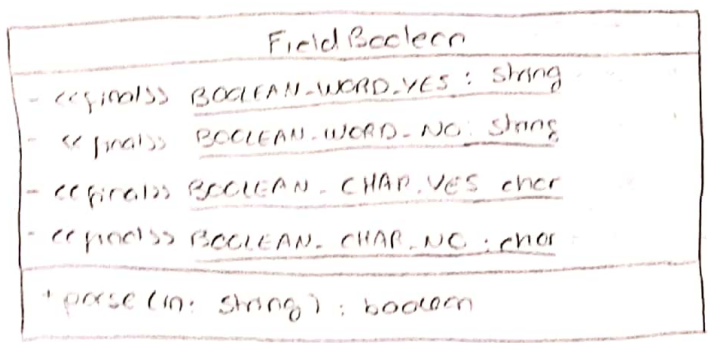 FieldBoolean
- <<final>> BOOLEAN_WORD_YES : string
- <<final>> BOOLEAN_WORD_NO : string
- <<final>> BOOLEAN_CHAR_YES char
- <<final>> BOOLEAN_CHAR_NO : char
+ parse (in: string) : boolean